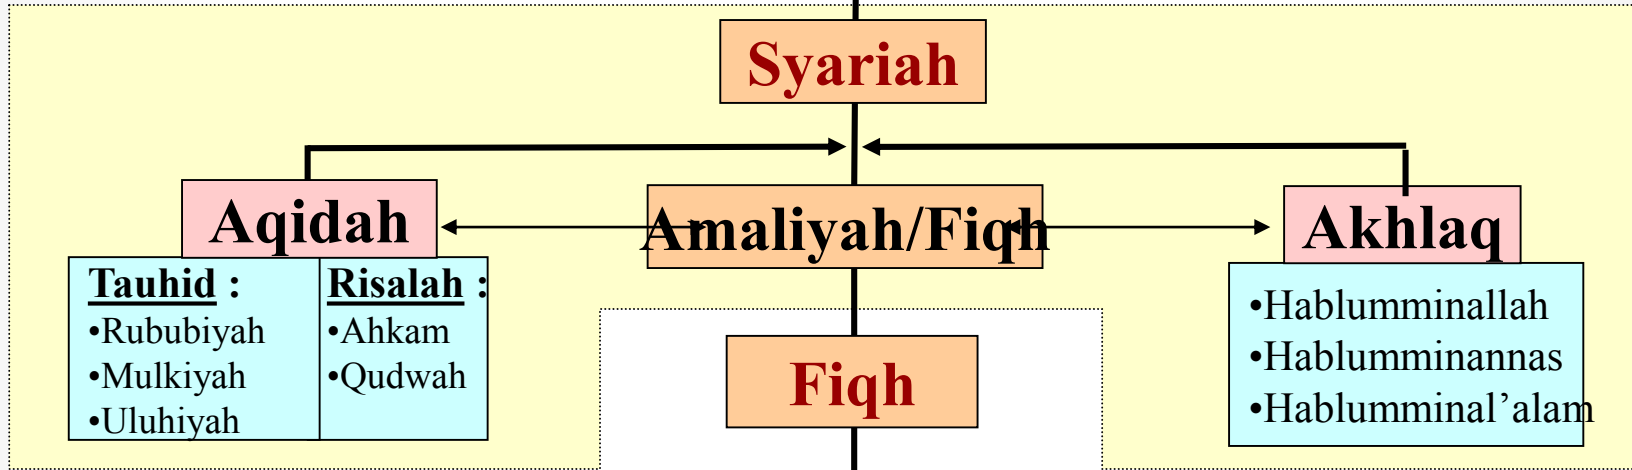 Syariah
Aqidah
Amaliyah/Fiqh
Akhlaq
Tauhid :
•Rububiyah
•Mulkiyah
•Uluhiyah
Risalah :
•Ahkam
•Qudwah
•Hablumminallah
•Hablumminannas
•Hablumminal’alam
Fiqh